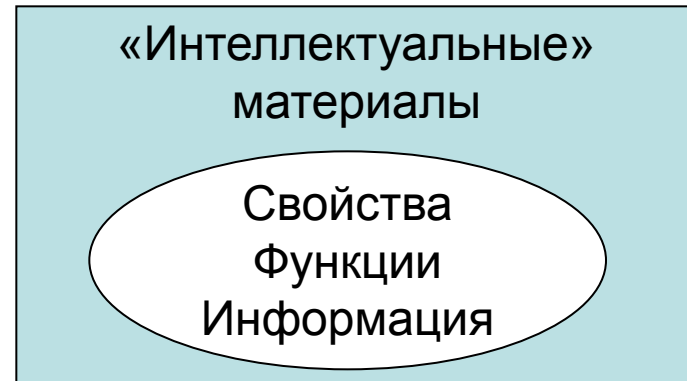 «Интеллектуальные»
материалы
Свойства
Функции
Информация